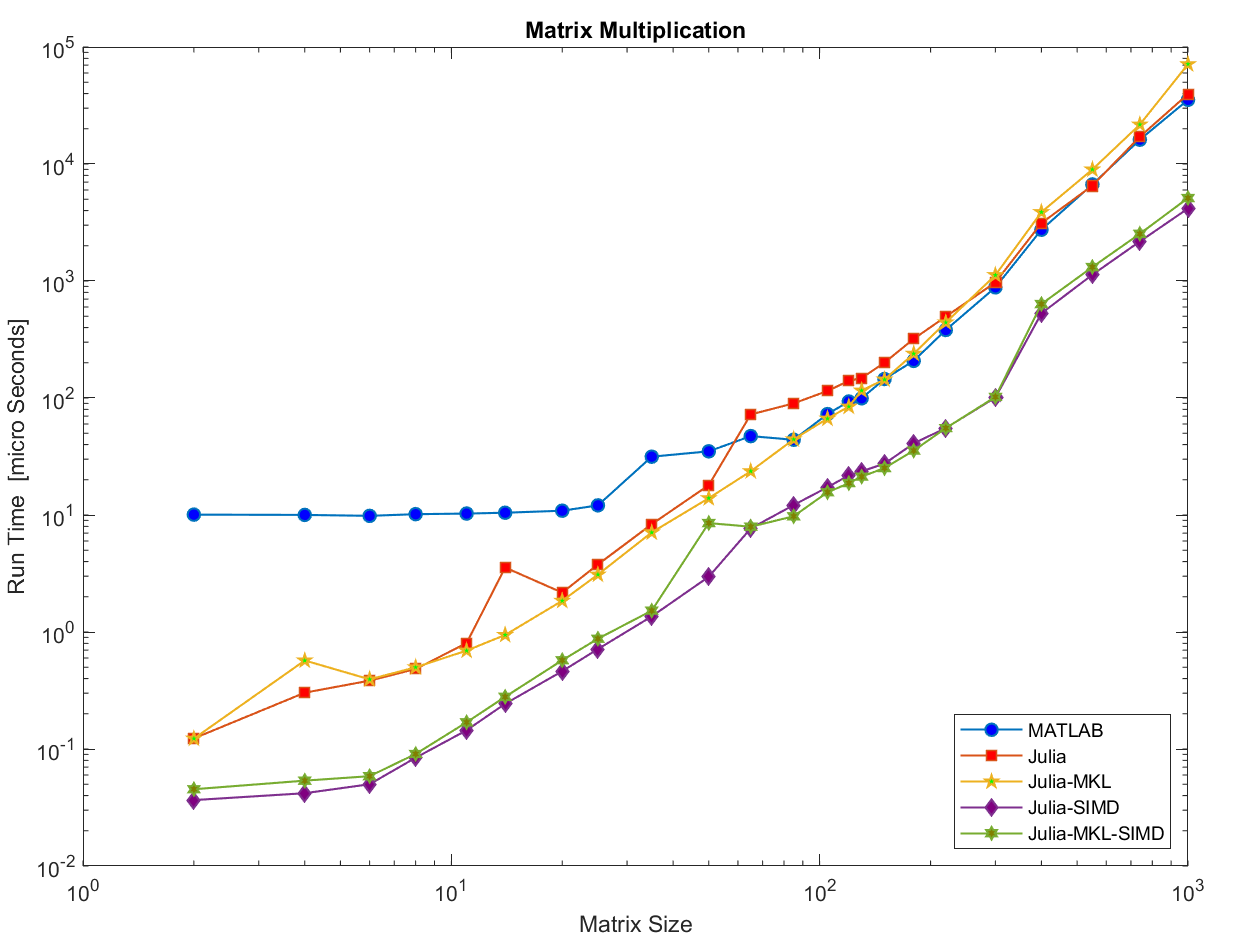 Matrix Multiplication
10^5
10^4
10^3
10^2
10^1
10^0
10^-1
10^-2
Run Time [micro Seconds]
10^0 10^1 10^2 10^3
Matrix Size
MATLAB
Julia
Julia-MKL
Julia-SIMD
Julia-MKL-SIMD